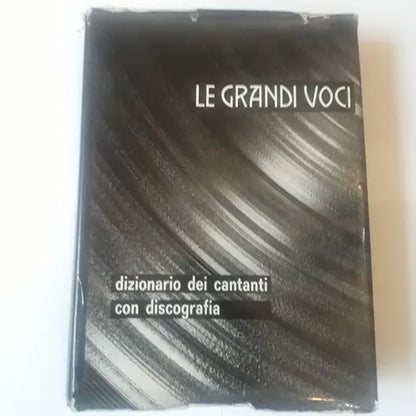 LE GRANDI VOCI
dizionario dei cantanti
con discografia